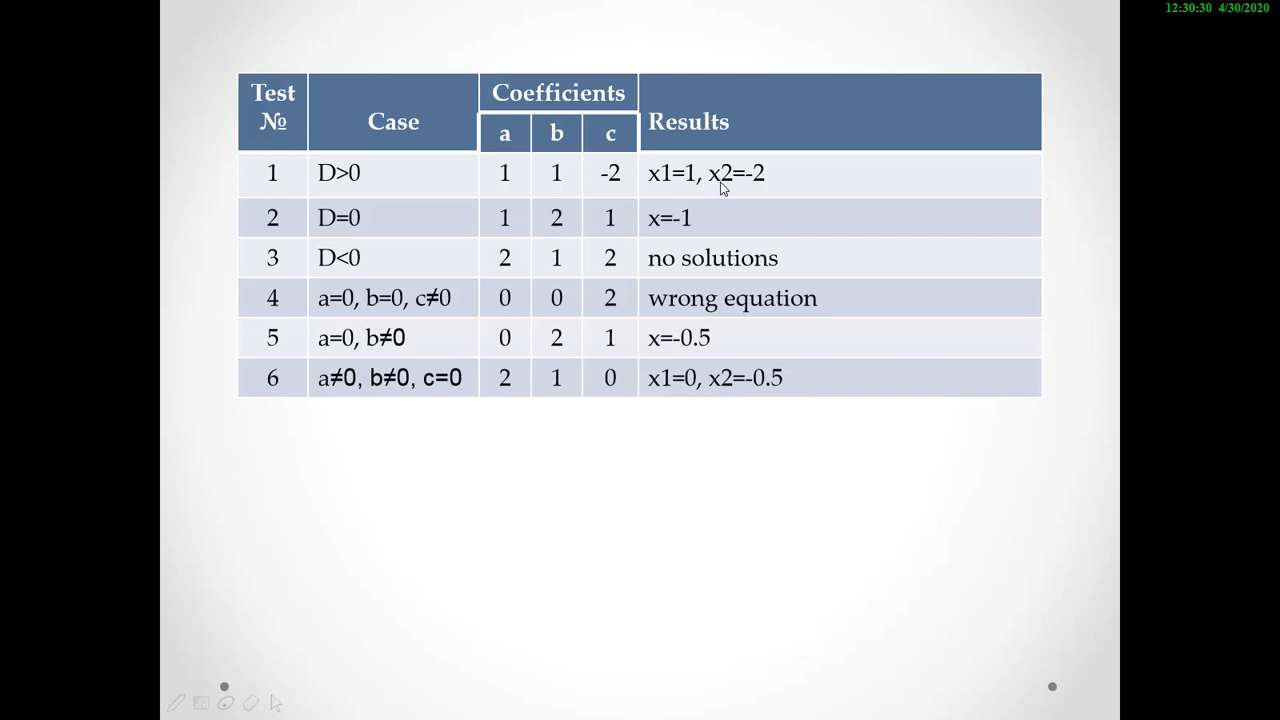 12:30:30 4/30/2020
Test № Case Coefficients Results
a b c
1 D>0 1 1 -2 x1=1, x2=-2
2 D=0 1 2 1 x=-1
3 D<0 2 1 2 no solutions
4 a=0, b=0, c≠0 0 0 2 wrong equation
5 a=0, b≠0 0 2 1 x=-0.5
6 a≠0, b≠0, c=0 2 1 0 x1=0, x2=-0.5